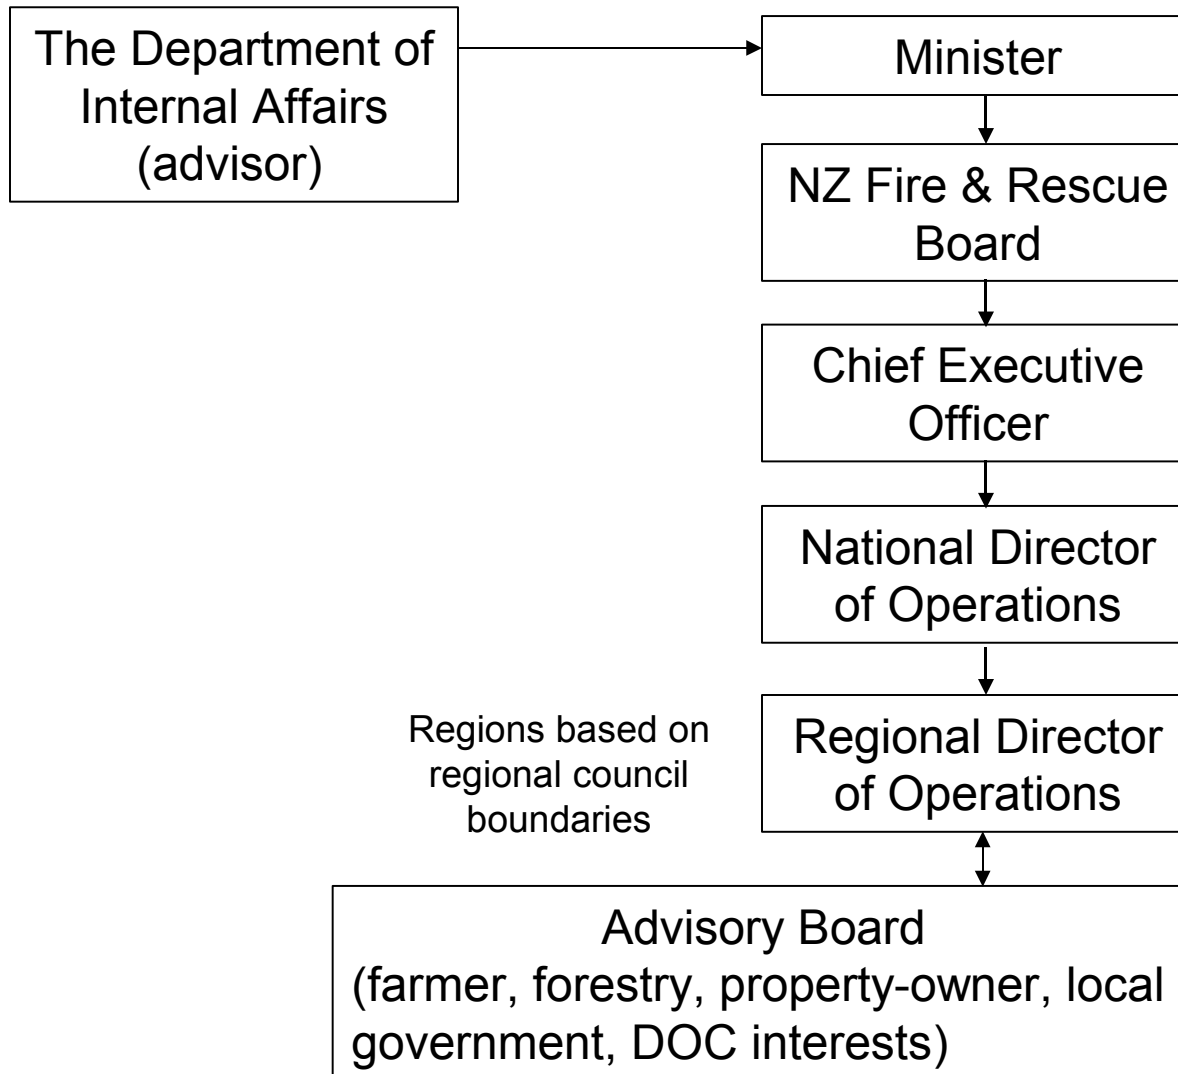 The Department of
Internal Affairs
(advisor)
Minister
NZ Fire & Rescue
Board
Chief Executive
Officer
National Director
of Operations
Regions based on
regional council
boundaries
Regional Director
of Operations
Advisory Board
(farmer, forestry, property-owner, local
government, DOC interests)